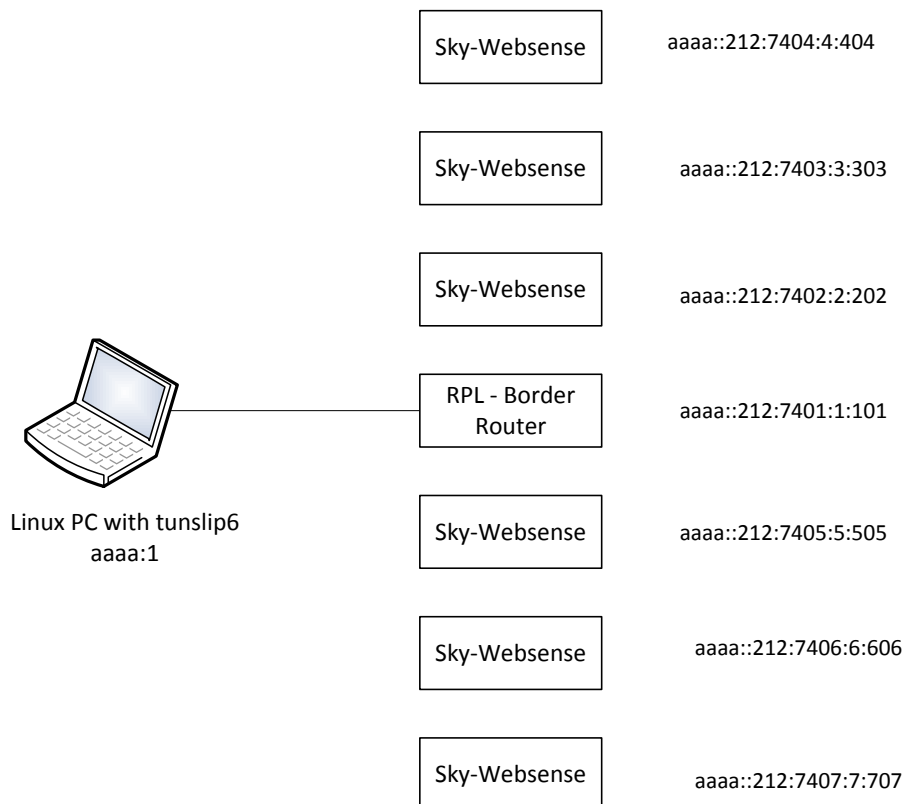 Sky-Websense
aaaa::212:7404:4:404
Sky-Websense
aaaa::212:7403:3:303
Sky-Websense
aaaa::212:7402:2:202
RPL - Border
Router
aaaa::212:7401:1:101
Linux PC with tunslip6
aaaa:1
Sky-Websense
aaaa::212:7405:5:505
Sky-Websense
aaaa::212:7406:6:606
Sky-Websense
aaaa::212:7407:7:707